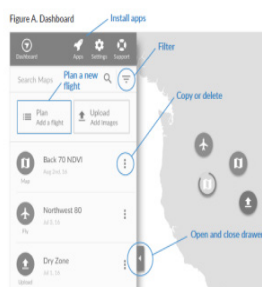 Figure A. Dashboard
Install apps
Dashboard
Apps
Settings
Support
Filter
Search Maps
Plan a new
flight
Plan
Add a flight
Upload
Add Images
Copy or delete
Back 70 NDVI
Map
Northwest 80
Fly
Open and close drawer
Dry Zone
Upload